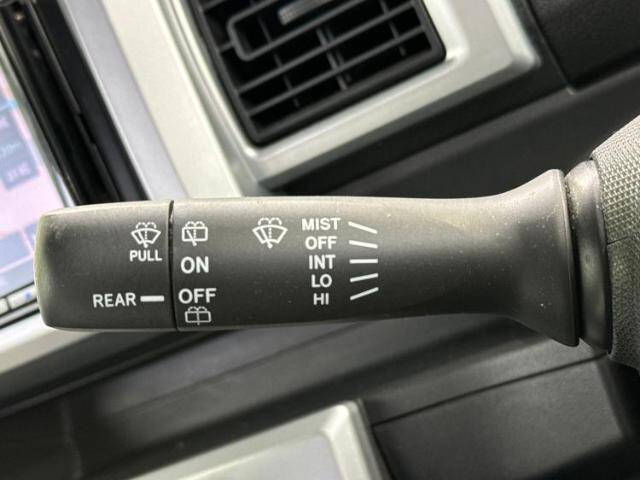 PULL
REAR
ON
OFF
MIST
OFF
INT
LO
HI